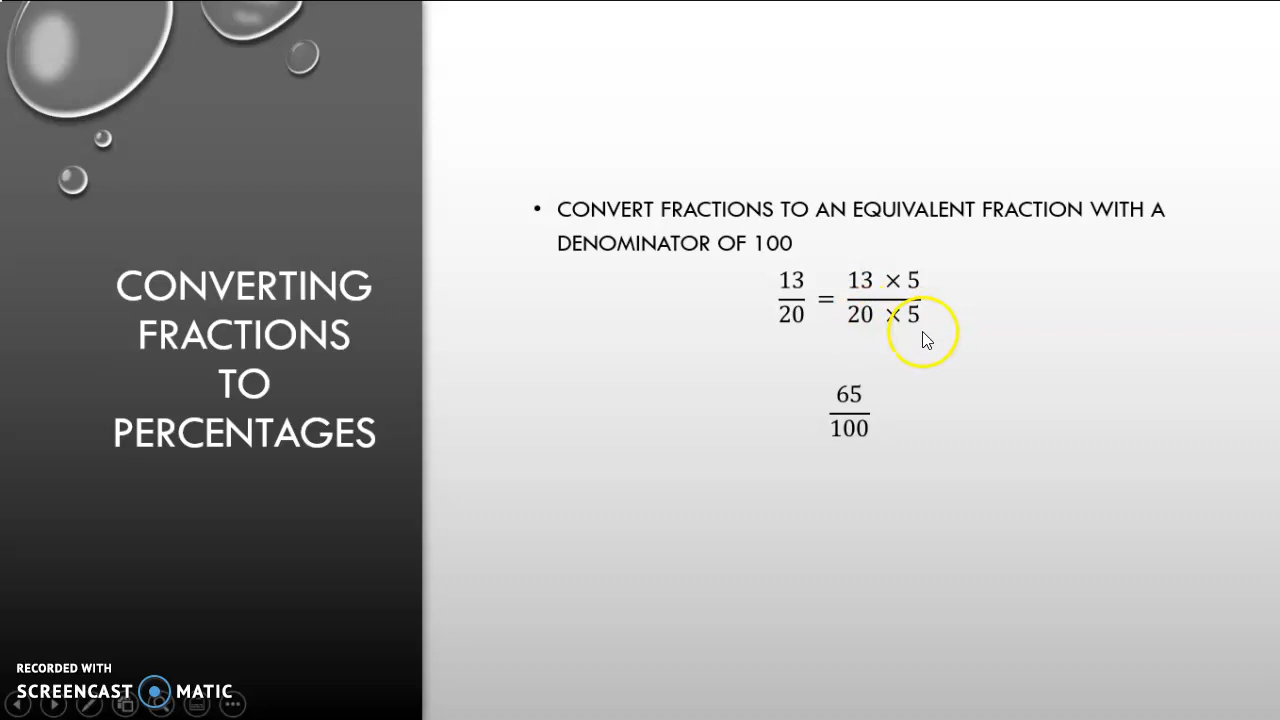 CONVERTING
FRACTIONS
TO
PERCENTAGES
• CONVERT FRACTIONS TO AN EQUIVALENT FRACTION WITH A
DENOMINATOR OF 100
13/20 = 13 × 5/20 × 5
65/100
RECORDED WITH
SCREENCAST MATIC